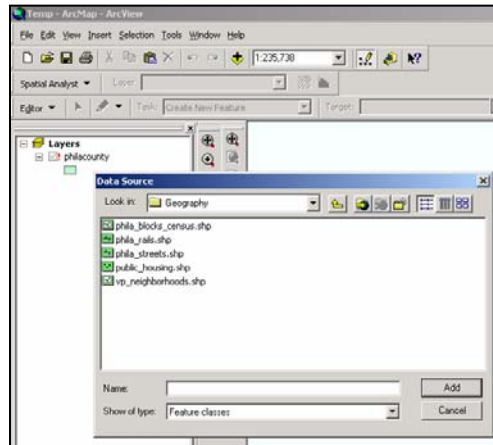 Temp - ArcMap - ArcView
File Edit View Insert Selection Tools Window Help
1:235,738
Spatial Analyst Layer:
Editor Task: Create New Feature Target:
Layers
philacounty
Data Source
Look in: Geography
phila_blocks_census.shp
phila_rails.shp
phila_streets.shp
public_housing.shp
vp_neighborhoods.shp
Name: Add
Show of type: Feature classes Cancel